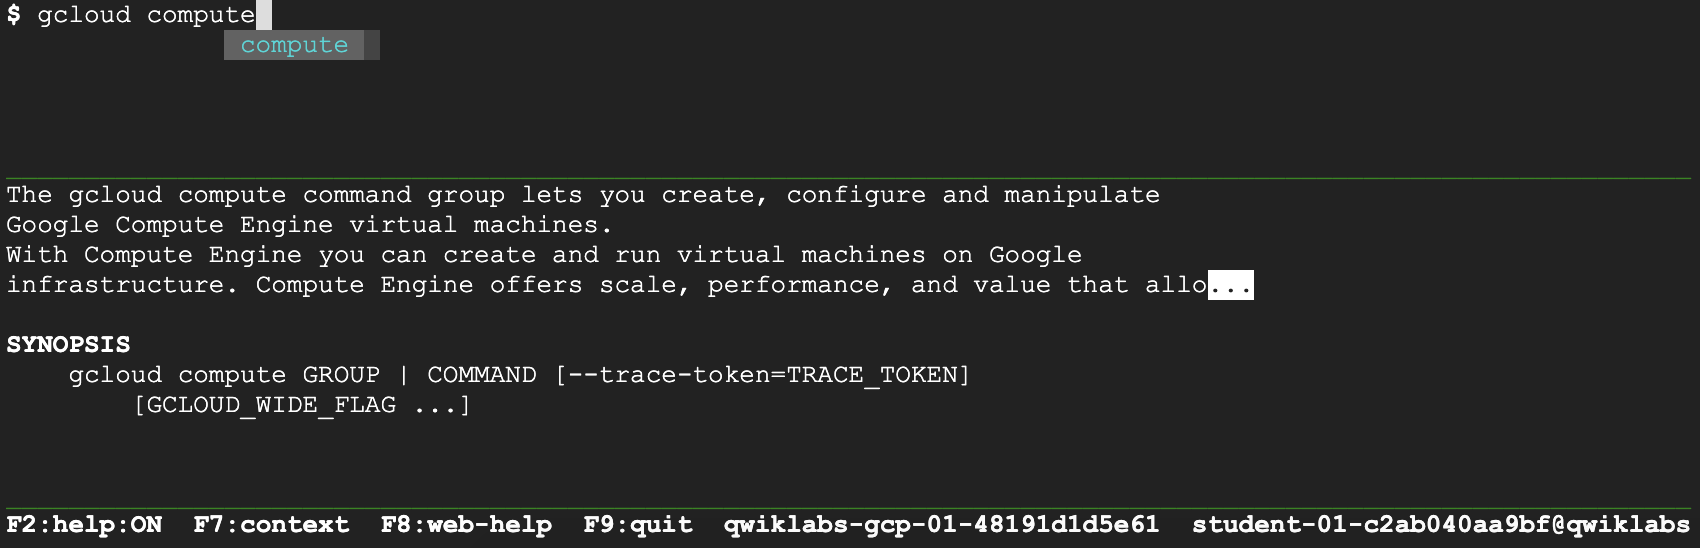 $ gcloud compute
compute
The gcloud compute command group lets you create, configure and manipulate
Google Compute Engine virtual machines.
With Compute Engine you can create and run virtual machines on Google
infrastructure. Compute Engine offers scale, performance, and value that allo...
SYNOPSIS
gcloud compute GROUP | COMMAND [--trace-token=TRACE_TOKEN]
[GCLOUD_WIDE_FLAG ...]
F2:help:ON F7:context F8:web-help F9:quit qwiklabs-gcp-01-48191d1d5e61 student-01-c2ab040aa9bf@qwiklabs